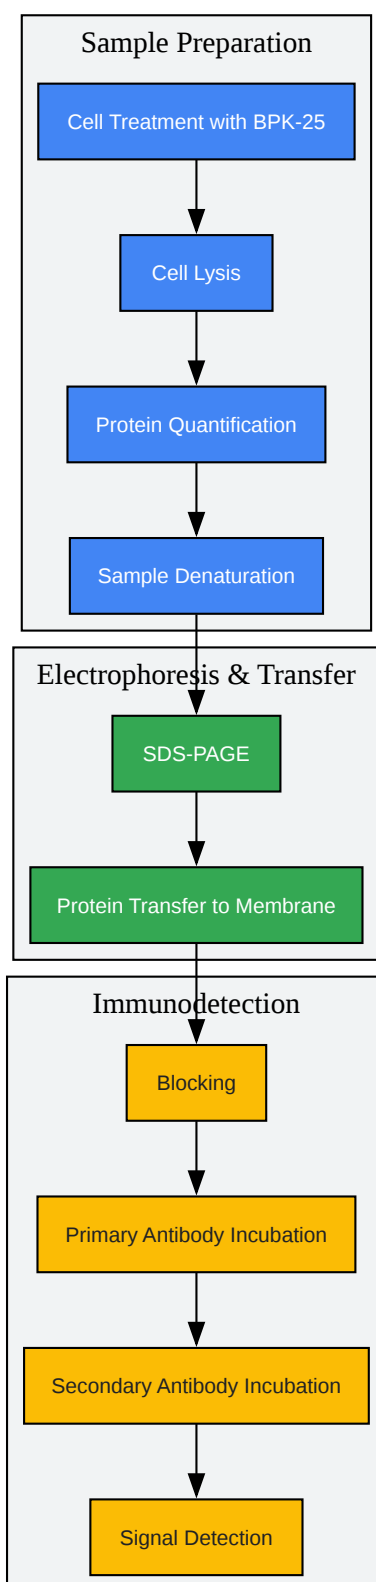 Sample Preparation
Cell Treatment with BPK-25
Cell Lysis
Protein Quantification
Sample Denaturation
Electrophoresis & Transfer
SDS-PAGE
Protein Transfer to Membrane
Immunodetection
Blocking
Primary Antibody Incubation
Secondary Antibody Incubation
Signal Detection